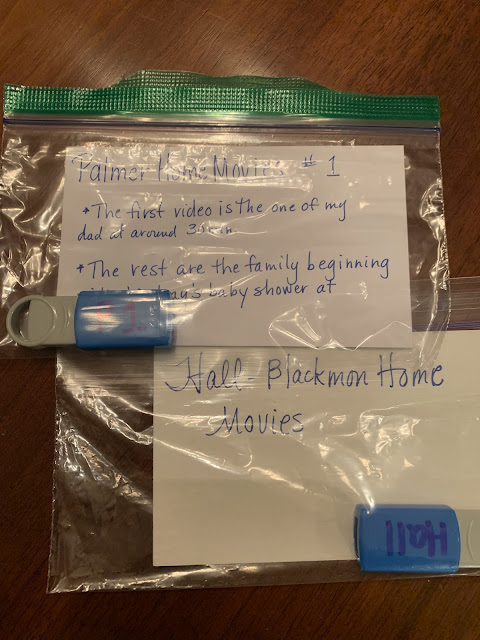 Palmer Home Movies # 1
* The first video is the one of my
dad at around
* The rest are the family beginning
baby shower at
Hall-Blackmon Home
Movies
Hall